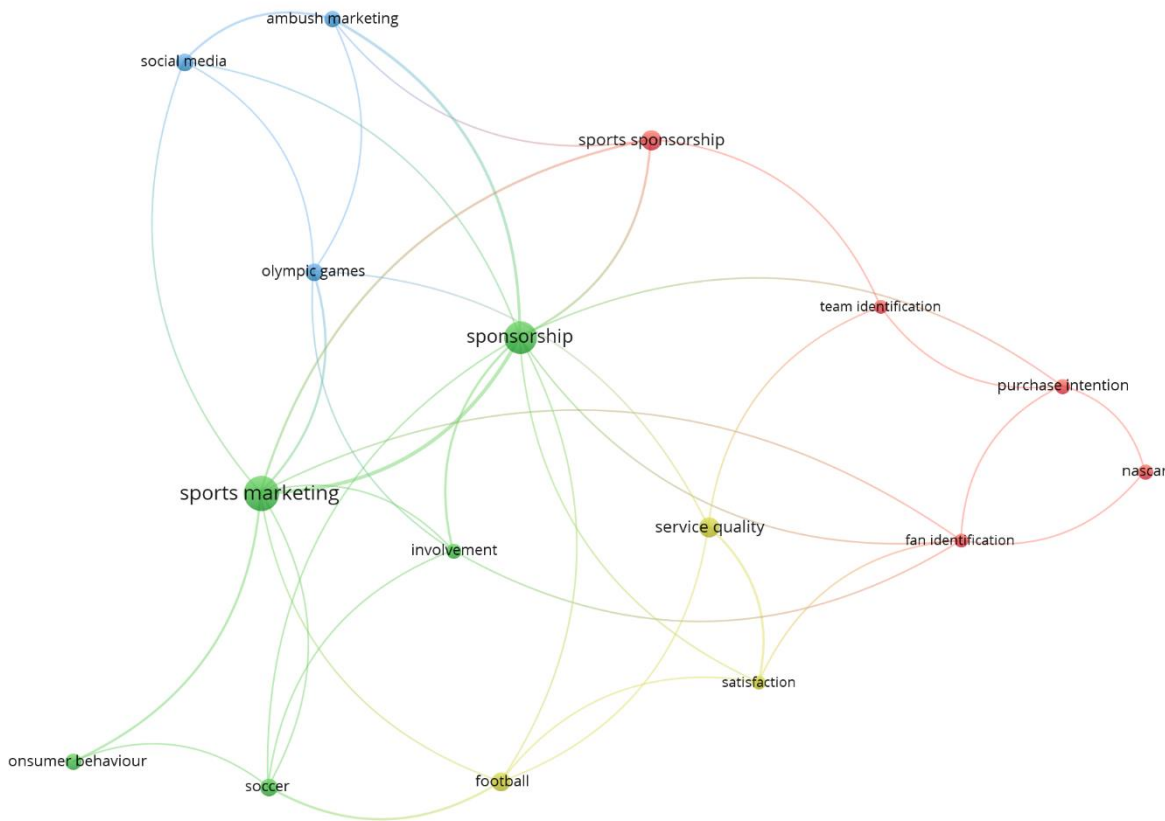 ambush marketing
social media
sports sponsorship
olympic games
team identification
sponsorship
purchase intention
nascar
sports marketing
service quality
fan identification
involvement
satisfaction
onsumer behaviour
football
soccer